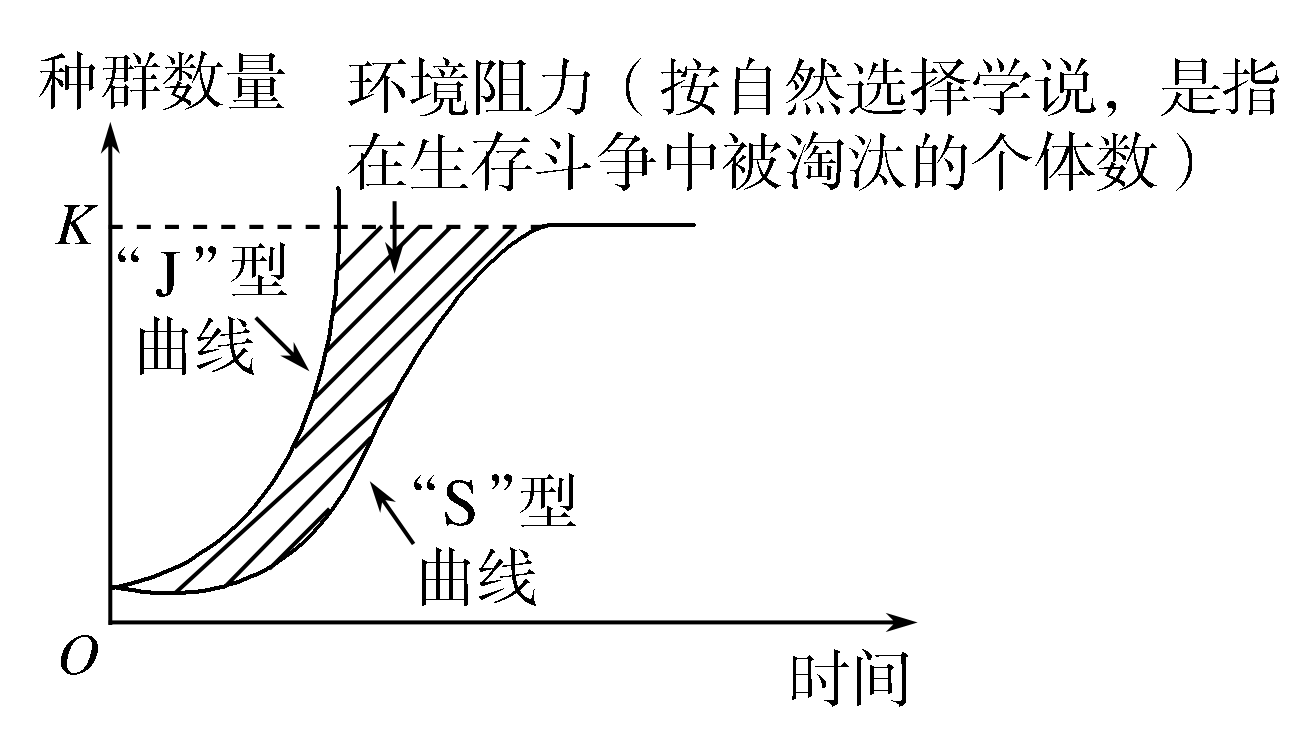 种群数量
环境阻力（按自然选择学说，是指
在生存斗争中被淘汰的个体数）
K
“J”型
曲线
“S”型
曲线
O
时间